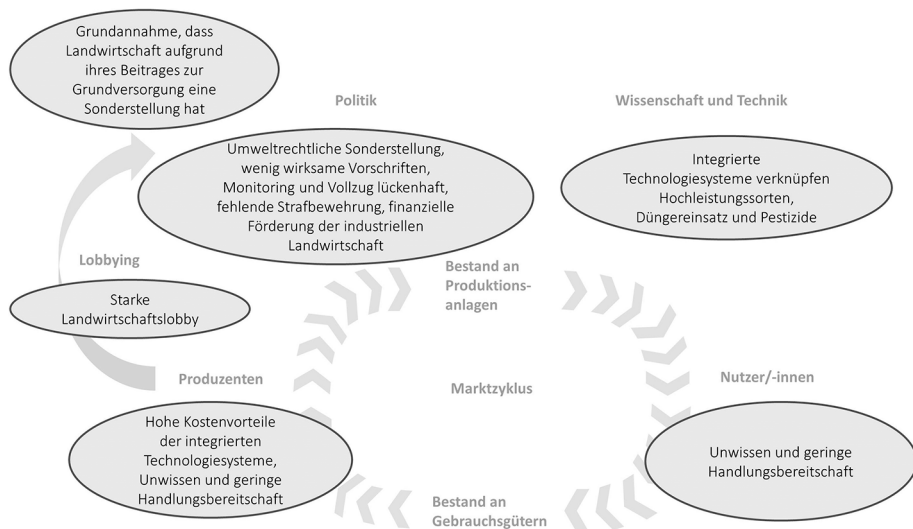 Grundannahme, dass
Landwirtschaft aufgrund
ihres Beitrages zur
Grundversorgung eine
Sonderstellung hat
Politik
Wissenschaft und Technik
Umweltrechtliche Sonderstellung,
wenig wirksame Vorschriften,
Monitoring und Vollzug lückenhaft,
fehlende Strafbewehrung, finanzielle
Förderung der industriellen
Landwirtschaft
Integrierte
Technologiesysteme verknüpfen
Hochleistungssorten,
Düngereinsatz und Pestizide
Lobbying
Starke
Landwirtschaftslobby
Bestand an
Produktions-
anlagen
Produzenten
Marktzyklus
Nutzer/-innen
Hohe Kostenvorteile
der integrierten
Technologiesysteme,
Unwissen und geringe
Handlungsbereitschaft
Unwissen und geringe
Handlungsbereitschaft
Bestand an
Gebrauchsgütern